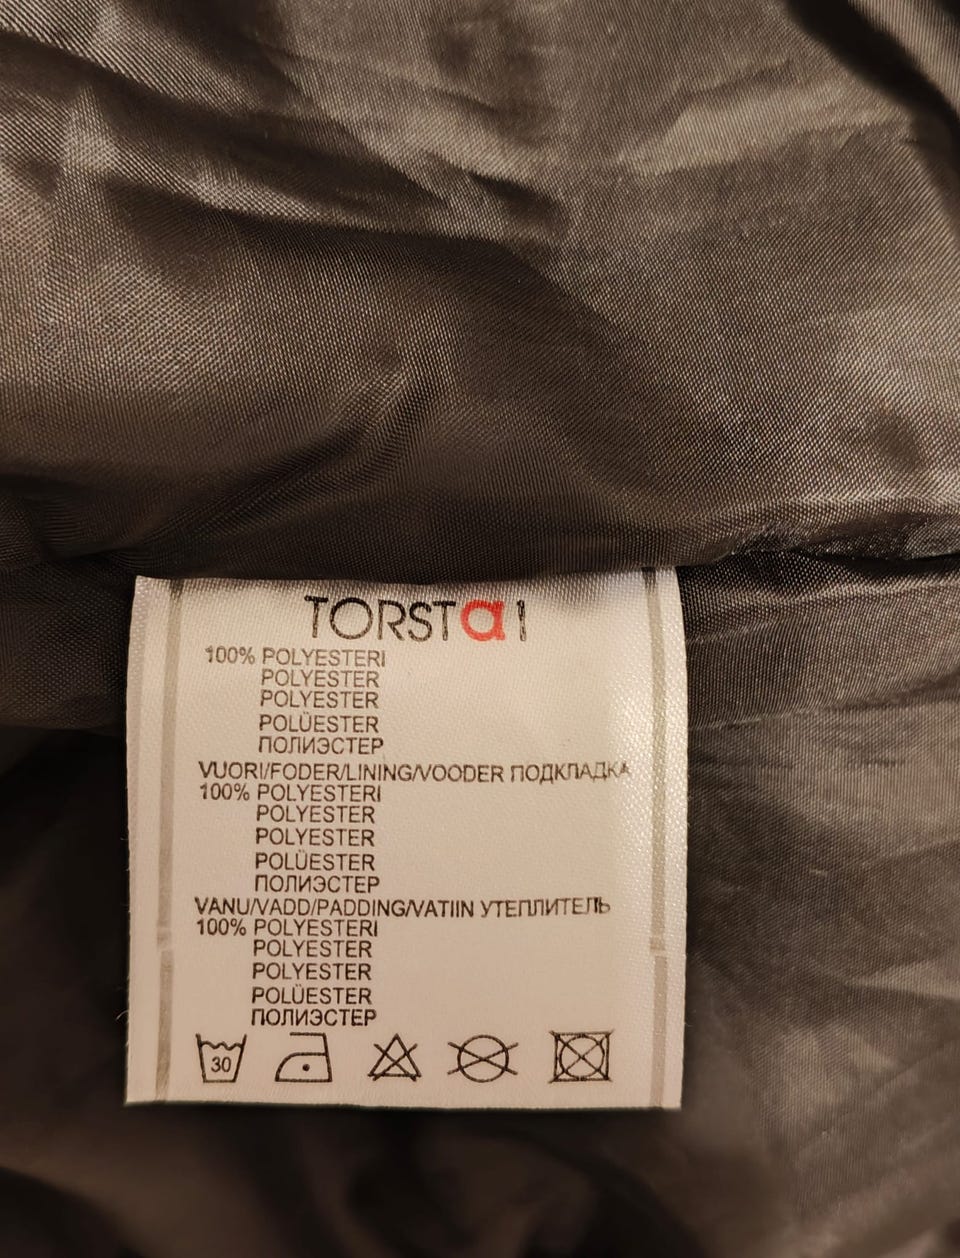 TORSTaI
100% POLYESTERI
POLYESTER
POLYESTER
POLÜESTER
ПОЛИЭСТЕР
VUORI/FODER/LINING/VOODER ПОДКЛАДКА
100% POLYESTERI
POLYESTER
POLYESTER
POLÜESTER
ПОЛИЭСТЕР
VANU/VADD/PADDING/VATIIN УТЕПЛИТЕЛЬ
100% POLYESTERI
POLYESTER
POLYESTER
POLÜESTER
ПОЛИЭСТЕР
30